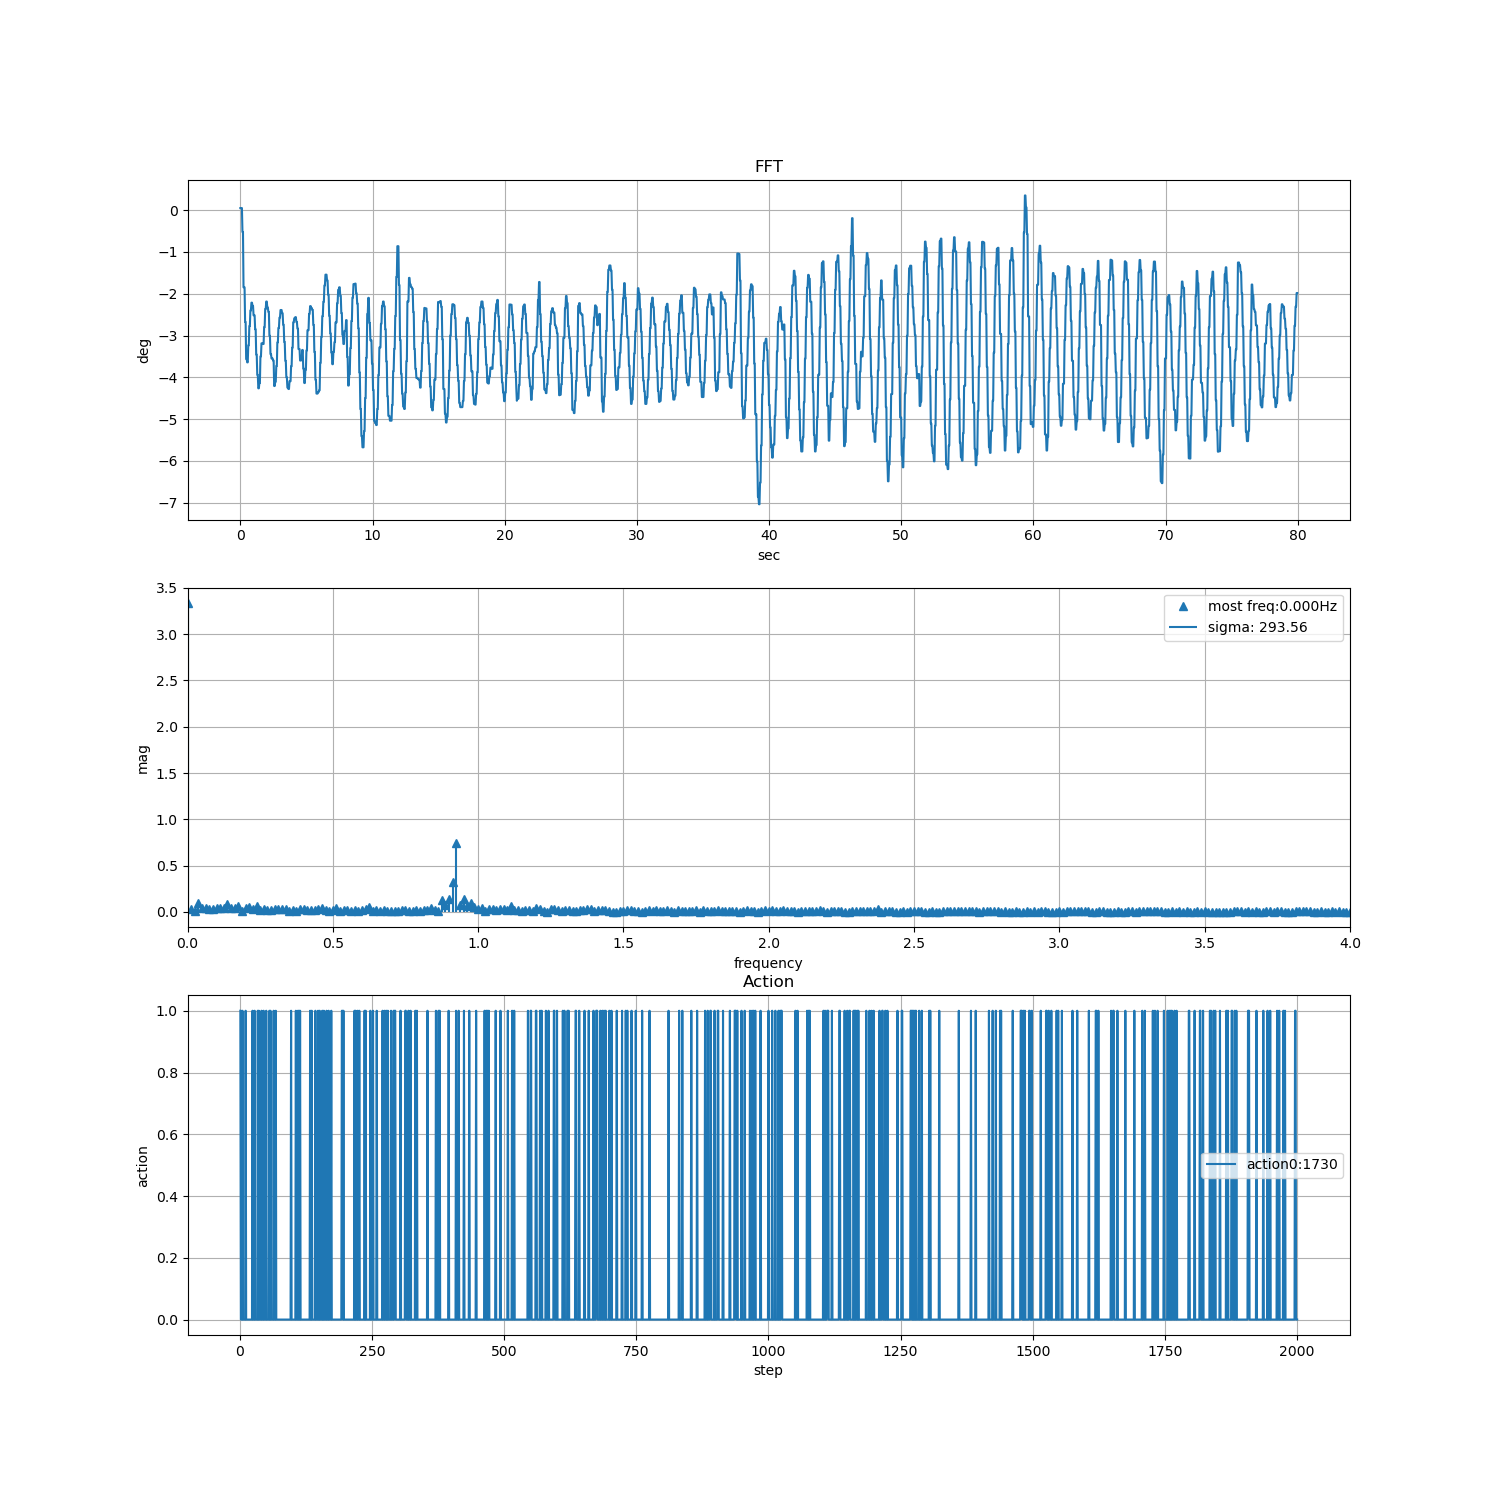 FFT
0
−1
−2
−3
−4
−5
−6
−7
deg
0 10 20 30 40 50 60 70 80
sec
3.5
3.0
2.5
2.0
1.5
1.0
0.5
0.0
mag
most freq:0.000Hz
sigma: 293.56
0.0 0.5 1.0 1.5 2.0 2.5 3.0 3.5 4.0
frequency
Action
1.0
0.8
0.6
0.4
0.2
0.0
action
action0:1730
0 250 500 750 1000 1250 1500 1750 2000
step